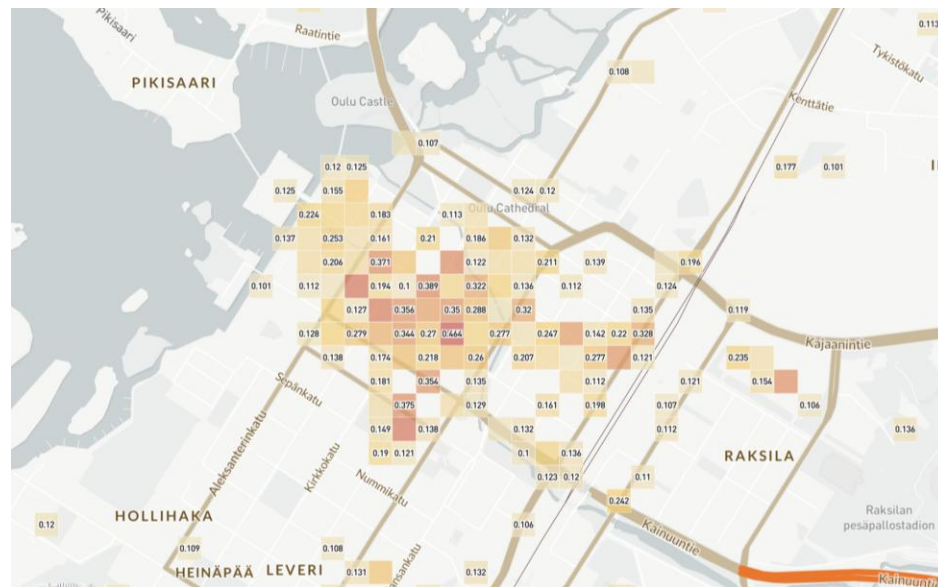 Pikisaari
Raatintie
0.113
Tykistökatu
0.108
PIKISAARI
Oulu Castle
Kenttätie
0.107
0.12 0.125
0.177 0.101
0.125 0.155 0.124 0.12
0.224 0.183 0.113 Oulu Cathedral
0.137 0.253 0.161 0.21 0.186 0.132
0.206 0.371 0.122 0.211 0.139 0.196
0.101 0.112 0.194 0.1 0.389 0.322 0.136 0.112 0.124
0.127 0.356 0.35 0.288 0.32 0.135 0.119
0.128 0.279 0.344 0.27 0.464 0.277 0.247 0.142 0.22 0.328
Kajaanintie
0.138 0.174 0.218 0.26 0.207 0.277 0.121 0.235
0.181 0.354 0.135 0.112 0.121 0.154
Sepänkatu
0.375 0.129 0.161 0.198 0.107 0.106
Aleksanterinkatu
0.149 0.138 0.132 0.112 0.136
Kirkkokatu
0.19 0.121 0.1 0.136
RAKSILA
Nummikatu
0.123 0.12 0.11
0.242
HOLLIHAKA
0.12 0.106
Raksilan
pesäpallostadion
Kainuuntie
0.109 0.108
HEINÄPÄÄ LEVERI 0.131 0.132
ansankatu
Kainuuntie